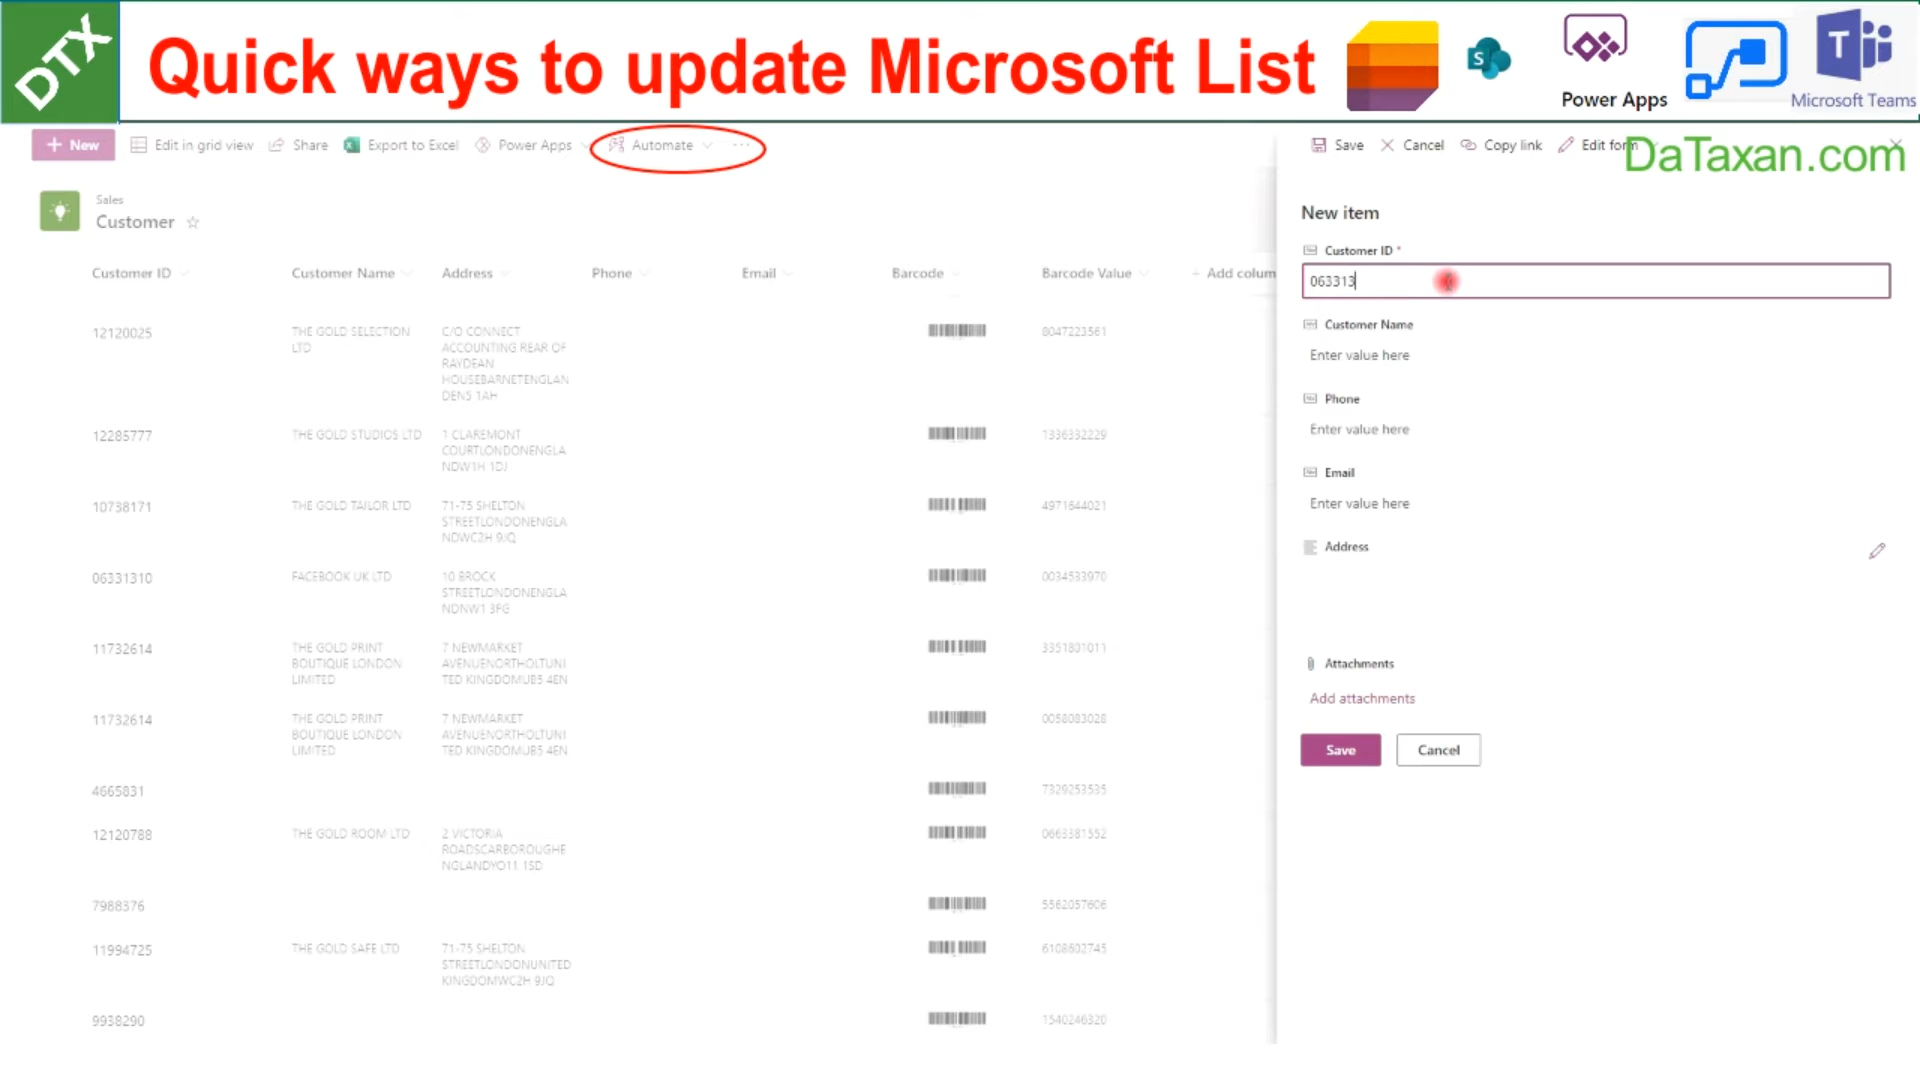 DTX
Quick ways to update Microsoft List
S
Power Apps
T
Microsoft Teams
DaTaxan.com
+ New
Edit in grid view
Share
Export to Excel
Power Apps
Automate
...
Save
Cancel
Copy link
Edit form
Sales
Customer
Customer ID
Customer Name
Address
Phone
Email
Barcode
Barcode Value
+ Add colum
12120025
THE GOLD SELECTION
LTD
C/O CONNECT
ACCOUNTING REAR OF
RAYDEAN
HOUSEBARNETENGLAN
DEN5 1AH
8047223561
12285777
THE GOLD STUDIOS LTD
1 CLAREMONT
COURTLONDONENGLA
NDW1H 1DJ
1336332229
10738171
THE GOLD TAILOR LTD
71-75 SHELTON
STREETLONDONENGLA
NDWC2H 9JQ
4971644021
06331310
FACEBOOK UK LTD
10 BROCK
STREETLONDONENGLA
NDNW1 3FG
0034533970
11732614
THE GOLD PRINT
BOUTIQUE LONDON
LIMITED
7 NEWMARKET
AVENUENORTHOLTUNI
TED KINGDOMUB5 4EN
3351801011
11732614
THE GOLD PRINT
BOUTIQUE LONDON
LIMITED
7 NEWMARKET
AVENUENORTHOLTUNI
TED KINGDOMUB5 4EN
0058083028
4665831
7329253535
12120788
THE GOLD ROOM LTD
2 VICTORIA
ROADSCARBOROUGHE
NGLANDYO11 1SD
0663381552
7988376
5562057606
11994725
THE GOLD SAFE LTD
71-75 SHELTON
STREETLONDONUNITED
KINGDOMWC2H 9JQ
6108602745
9938290
1540246320
New item
Customer ID *
063313
Customer Name
Enter value here
Phone
Enter value here
Email
Enter value here
Address
Attachments
Add attachments
Save
Cancel